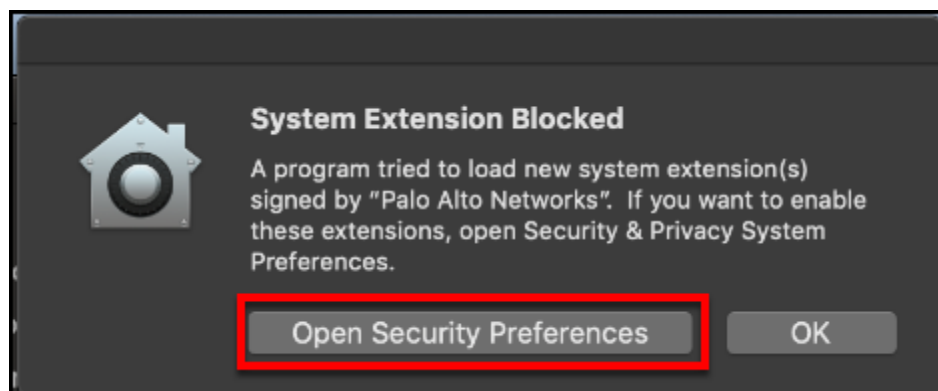 System Extension Blocked
A program tried to load new system extension(s)
signed by “Palo Alto Networks”.  If you want to enable
these extensions, open Security & Privacy System
Preferences.
Open Security Preferences
OK